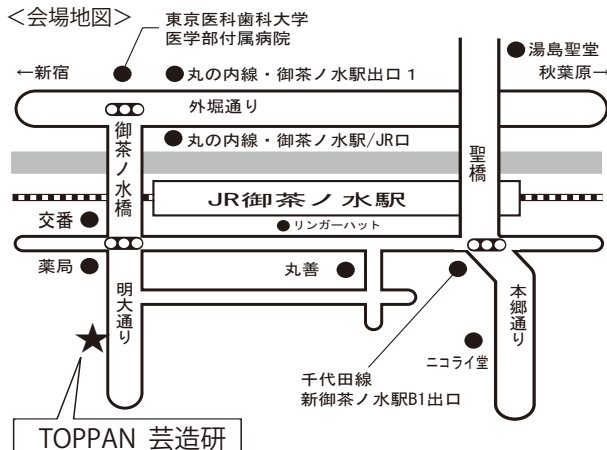 ＜会場地図＞
東京医科歯科大学
医学部付属病院
湯島聖堂
←新宿
丸の内線・御茶ノ水駅出口1
秋葉原→
外堀通り
御茶ノ水橋
丸の内線・御茶ノ水駅/JR口
聖橋
JR御茶ノ水駅
交番
リンガーハット
薬局
丸善
明大通り
本郷通り
ニコライ堂
千代田線
新御茶ノ水駅B1出口
TOPPAN 芸造研